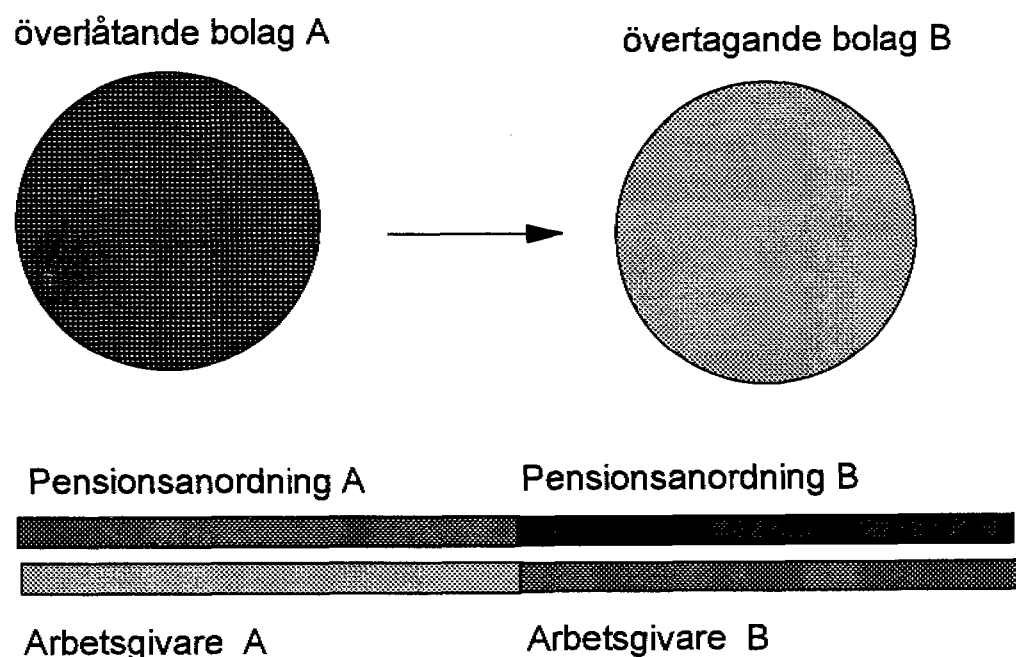 överlåtande bolag A
övertagande bolag B
Pensionsanordning A
Pensionsanordning B
Arbetsgivare A
Arbetsgivare B